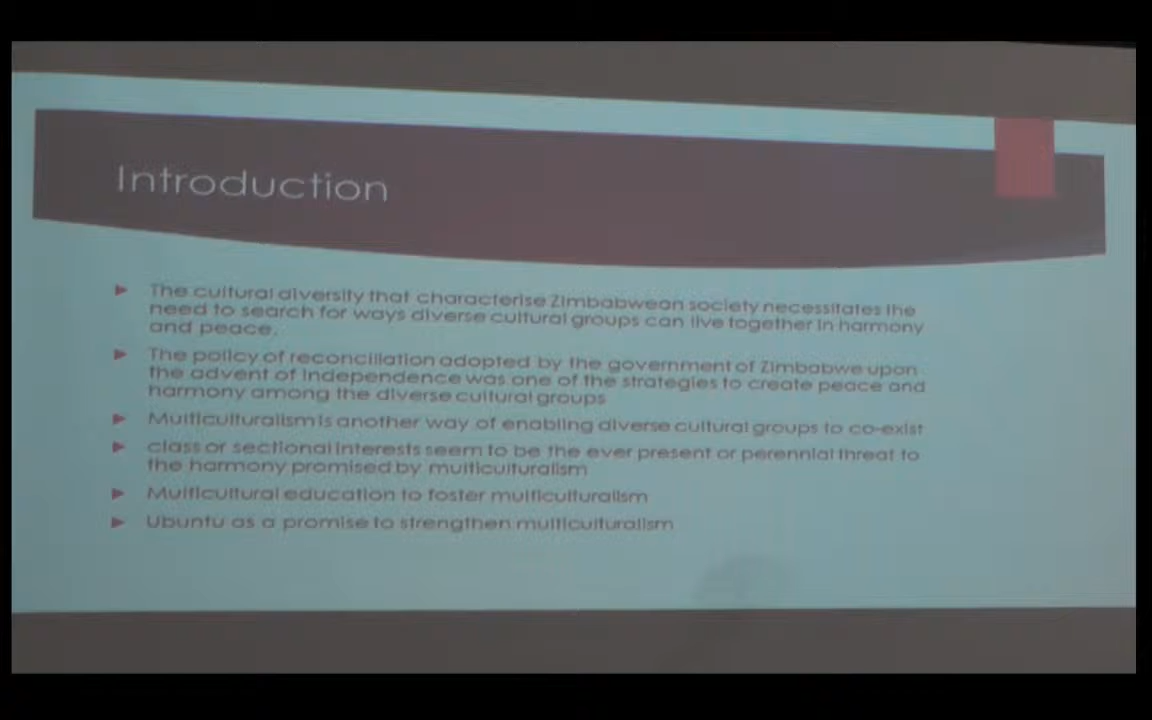 Introduction
The cultural diversity that characterise Zimbabwean society necessitates the
need to search for ways diverse cultural groups can live together in harmony
and peace.
The policy of reconciliation adopted by the government of Zimbabwe upon
the advent of independence was one of the strategies to create peace and
harmony among the diverse cultural groups
Multiculturalism is another way of enabling diverse cultural groups to co-exist
class or sectional interests seem to be the ever present or perennial threat to
the harmony promised by multiculturalism
Multicultural education to foster multiculturalism
Ubuntu as a promise to strengthen multiculturalism